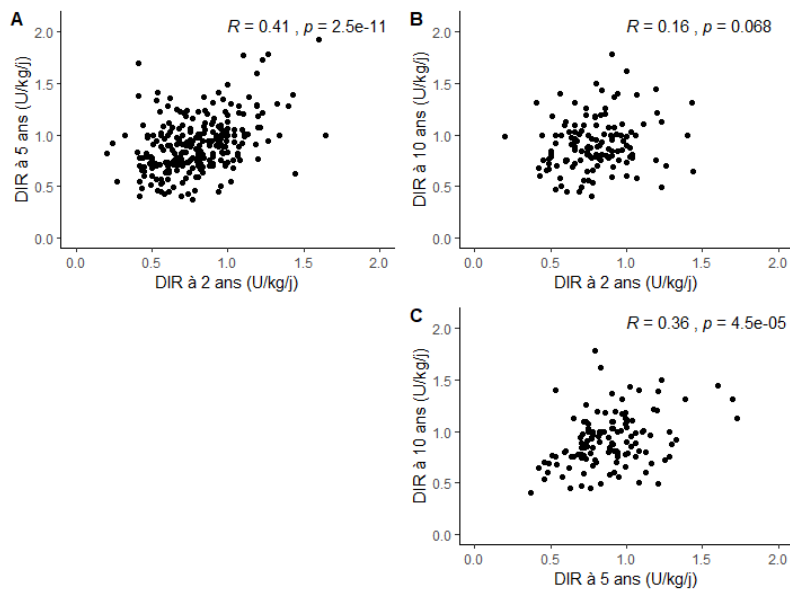 A
R = 0.41 , p = 2.5e-11
DIR à 5 ans (U/kg/j)
2.0
1.5
1.0
0.5
0.0
0.0 0.5 1.0 1.5 2.0
DIR à 2 ans (U/kg/j)
B
R = 0.16 , p = 0.068
DIR à 10 ans (U/kg/j)
2.0
1.5
1.0
0.5
0.0
0.0 0.5 1.0 1.5 2.0
DIR à 2 ans (U/kg/j)
C
R = 0.36 , p = 4.5e-05
DIR à 10 ans (U/kg/j)
2.0
1.5
1.0
0.5
0.0
0.0 0.5 1.0 1.5 2.0
DIR à 5 ans (U/kg/j)